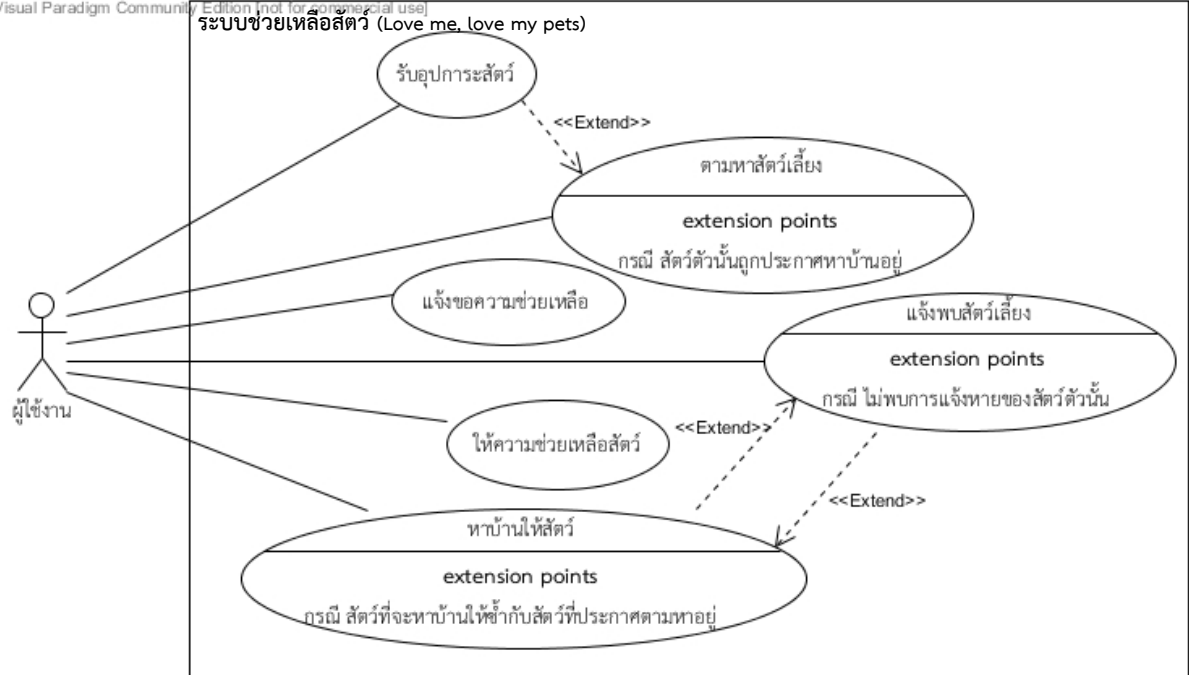 Visual Paradigm Community Edition [not for commercial use]
ระบบช่วยเหลือสัตว์ (Love me, love my pets)
รับอุปการะสัตว์
<<Extend>>
ตามหาสัตว์เลี้ยง
extension points
กรณี สัตว์ตัวนั้นถูกประกาศหาบ้านอยู่
แจ้งขอความช่วยเหลือ
แจ้งพบสัตว์เลี้ยง
extension points
กรณี ไม่พบการแจ้งหายของสัตว์ตัวนั้น
ผู้ใช้งาน
<<Extend>>
ให้ความช่วยเหลือสัตว์
<<Extend>>
หาบ้านให้สัตว์
extension points
กรณี สัตว์ที่จะหาบ้านให้ซ้ำกับสัตว์ที่ประกาศตามหาอยู่